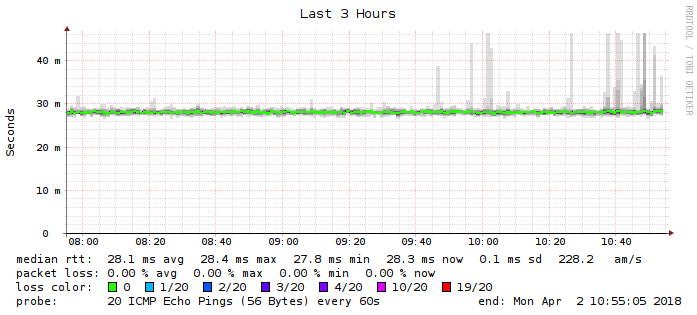 Last 3 Hours
RRDTOOL / TOBI OETIKER
Seconds
40 m
30 m
20 m
10 m
0
08:00 08:20 08:40 09:00 09:20 09:40 10:00 10:20 10:40
median rtt: 28.1 ms avg 28.4 ms max 27.8 ms min 28.3 ms now 0.1 ms sd 228.2 am/s
packet loss: 0.00 % avg 0.00 % max 0.00 % min 0.00 % now
loss color: 0 1/20 2/20 3/20 4/20 10/20 19/20
probe: 20 ICMP Echo Pings (56 Bytes) every 60s end: Mon Apr 2 10:55:05 2018